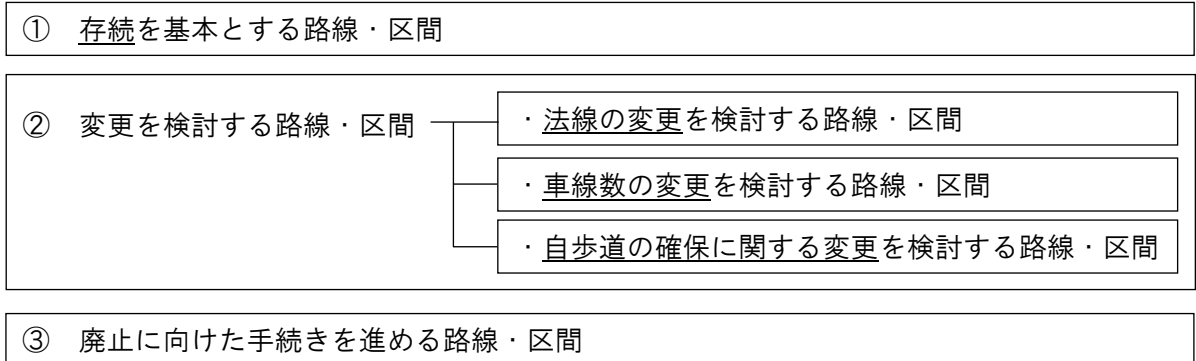 ① 存続を基本とする路線・区間
② 変更を検討する路線・区間
・法線の変更を検討する路線・区間
・車線数の変更を検討する路線・区間
・自歩道の確保に関する変更を検討する路線・区間
③ 廃止に向けた手続きを進める路線・区間